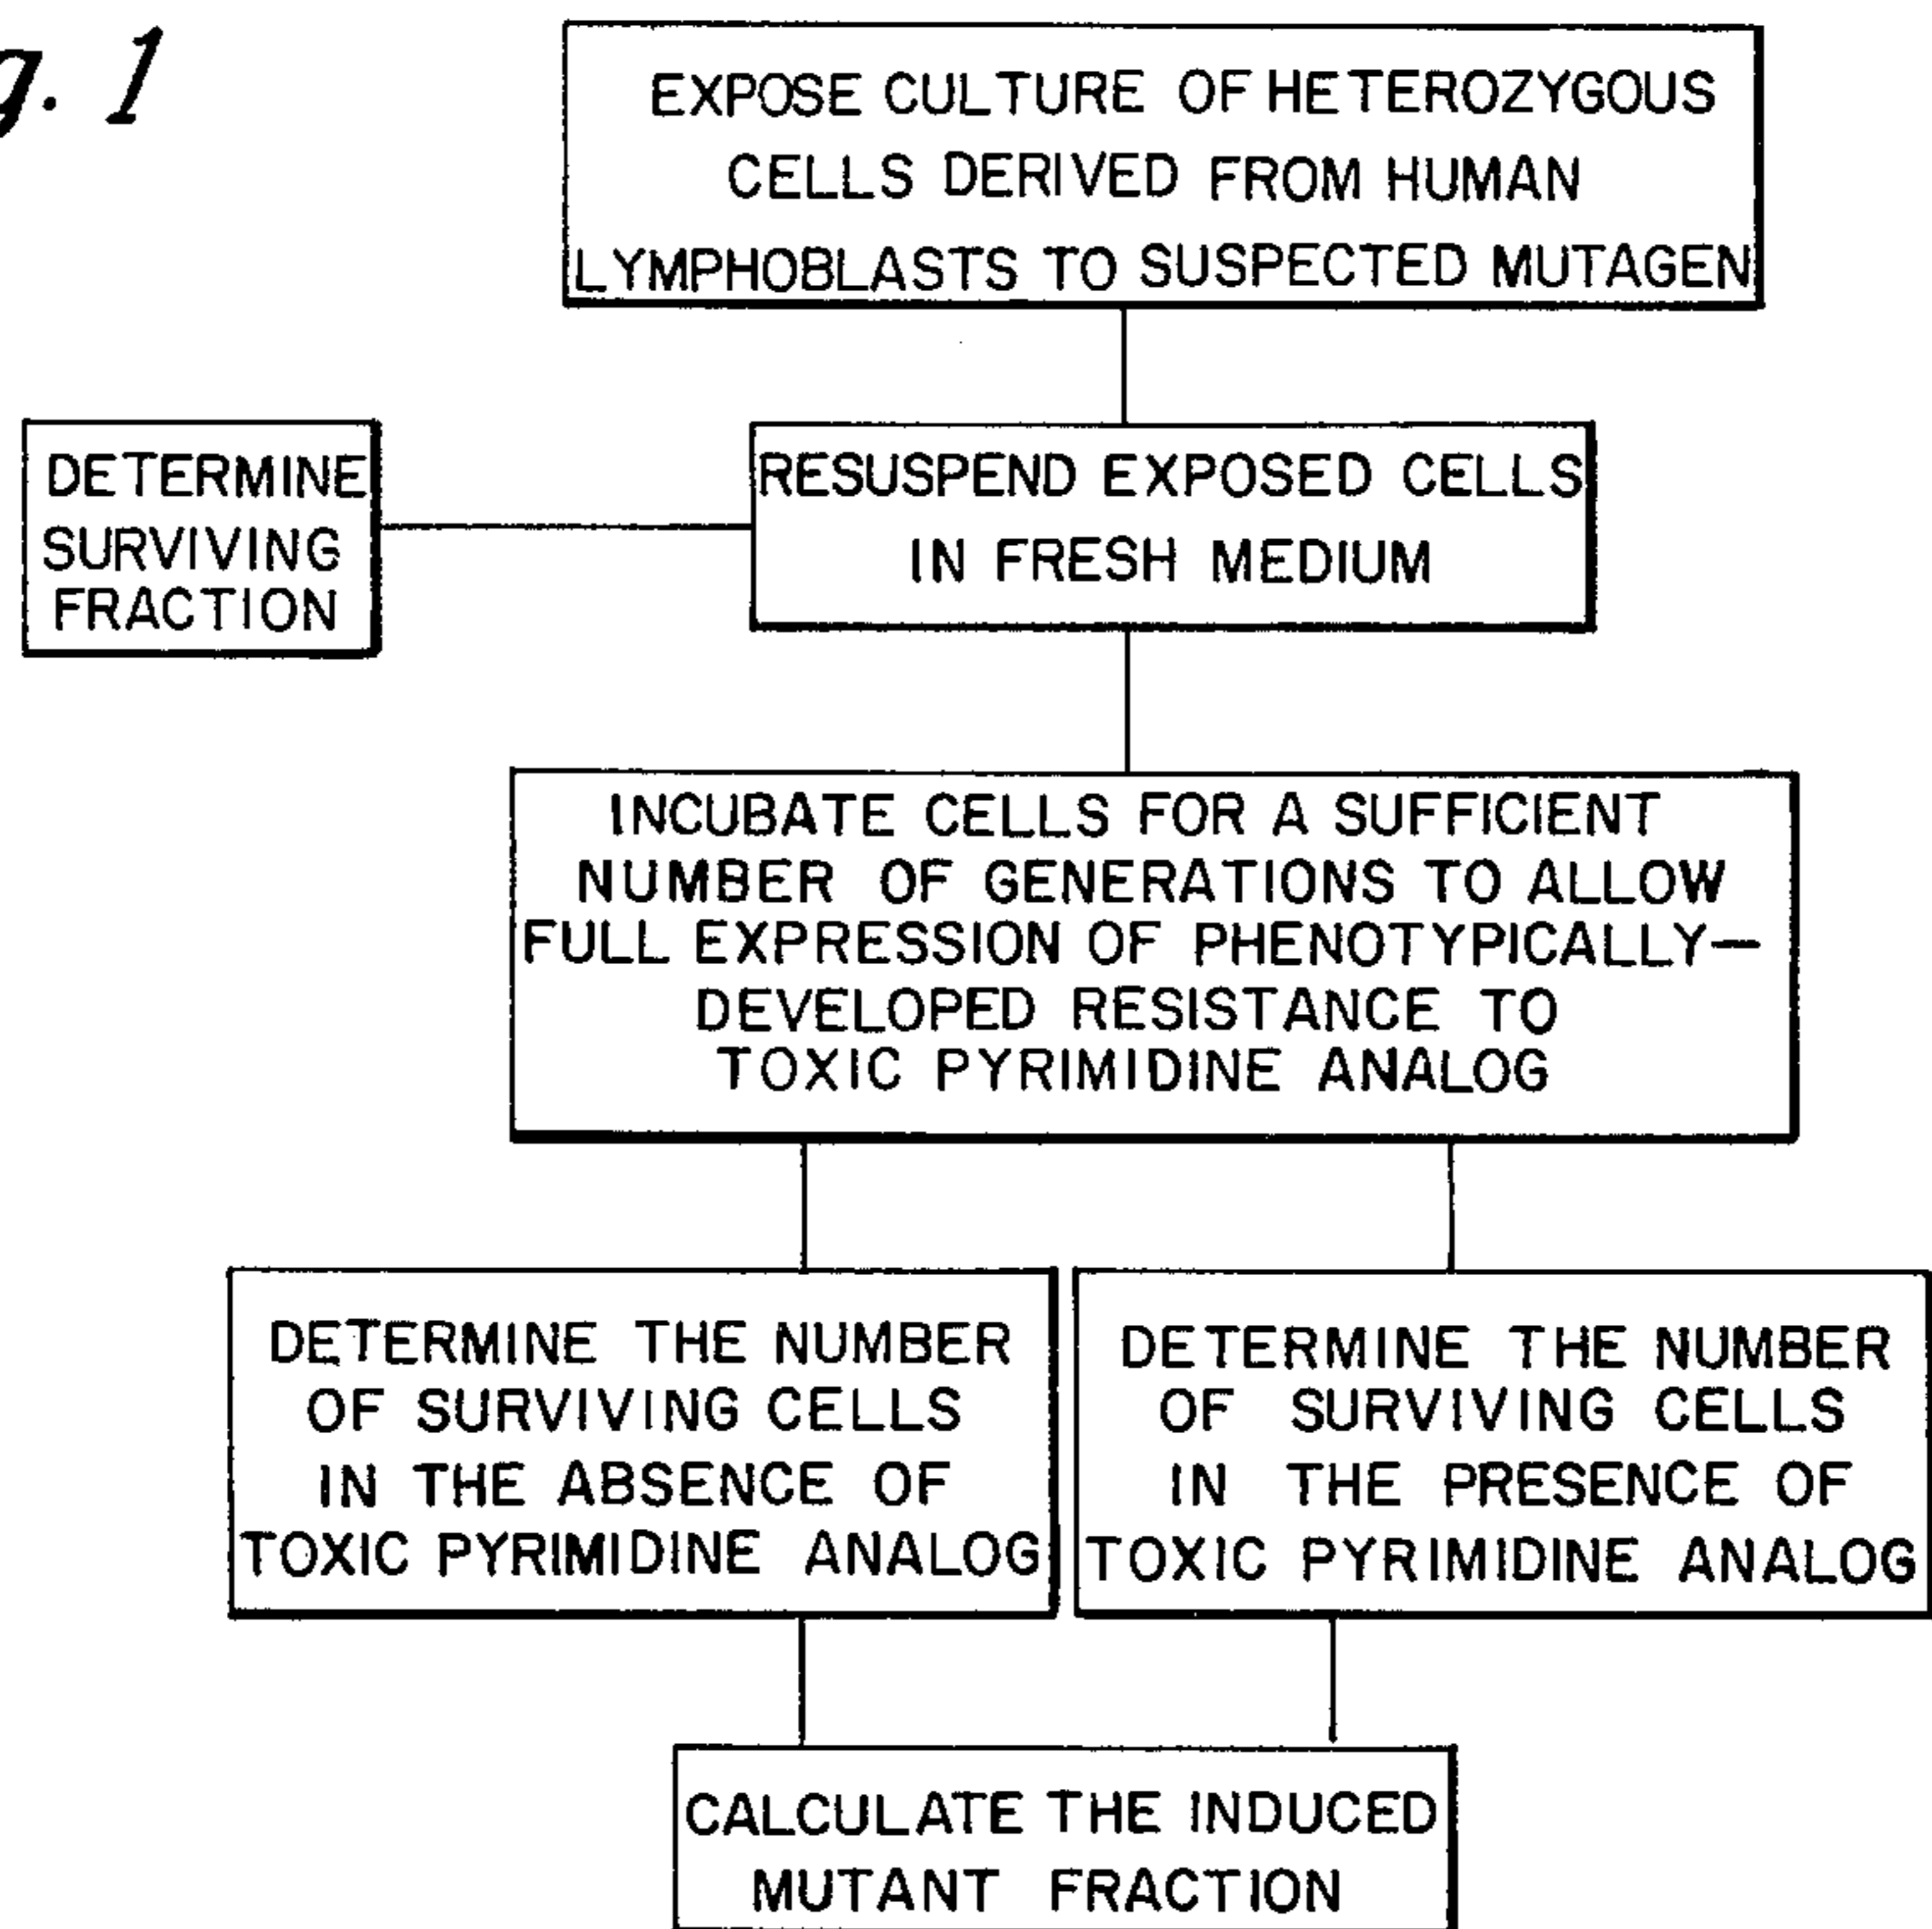 g. 1
EXPOSE CULTURE OF HETEROZYGOUS
CELLS DERIVED FROM HUMAN
LYMPHOBLASTS TO SUSPECTED MUTAGEN
DETERMINE
SURVIVING
FRACTION
RESUSPEND EXPOSED CELLS
IN FRESH MEDIUM
INCUBATE CELLS FOR A SUFFICIENT
NUMBER OF GENERATIONS TO ALLOW
FULL EXPRESSION OF PHENOTYPICALLY—
DEVELOPED RESISTANCE TO
TOXIC PYRIMIDINE ANALOG
DETERMINE THE NUMBER
OF SURVIVING CELLS
IN THE ABSENCE OF
TOXIC PYRIMIDINE ANALOG
DETERMINE THE NUMBER
OF SURVIVING CELLS
IN THE PRESENCE OF
TOXIC PYRIMIDINE ANALOG
CALCULATE THE INDUCED
MUTANT FRACTION